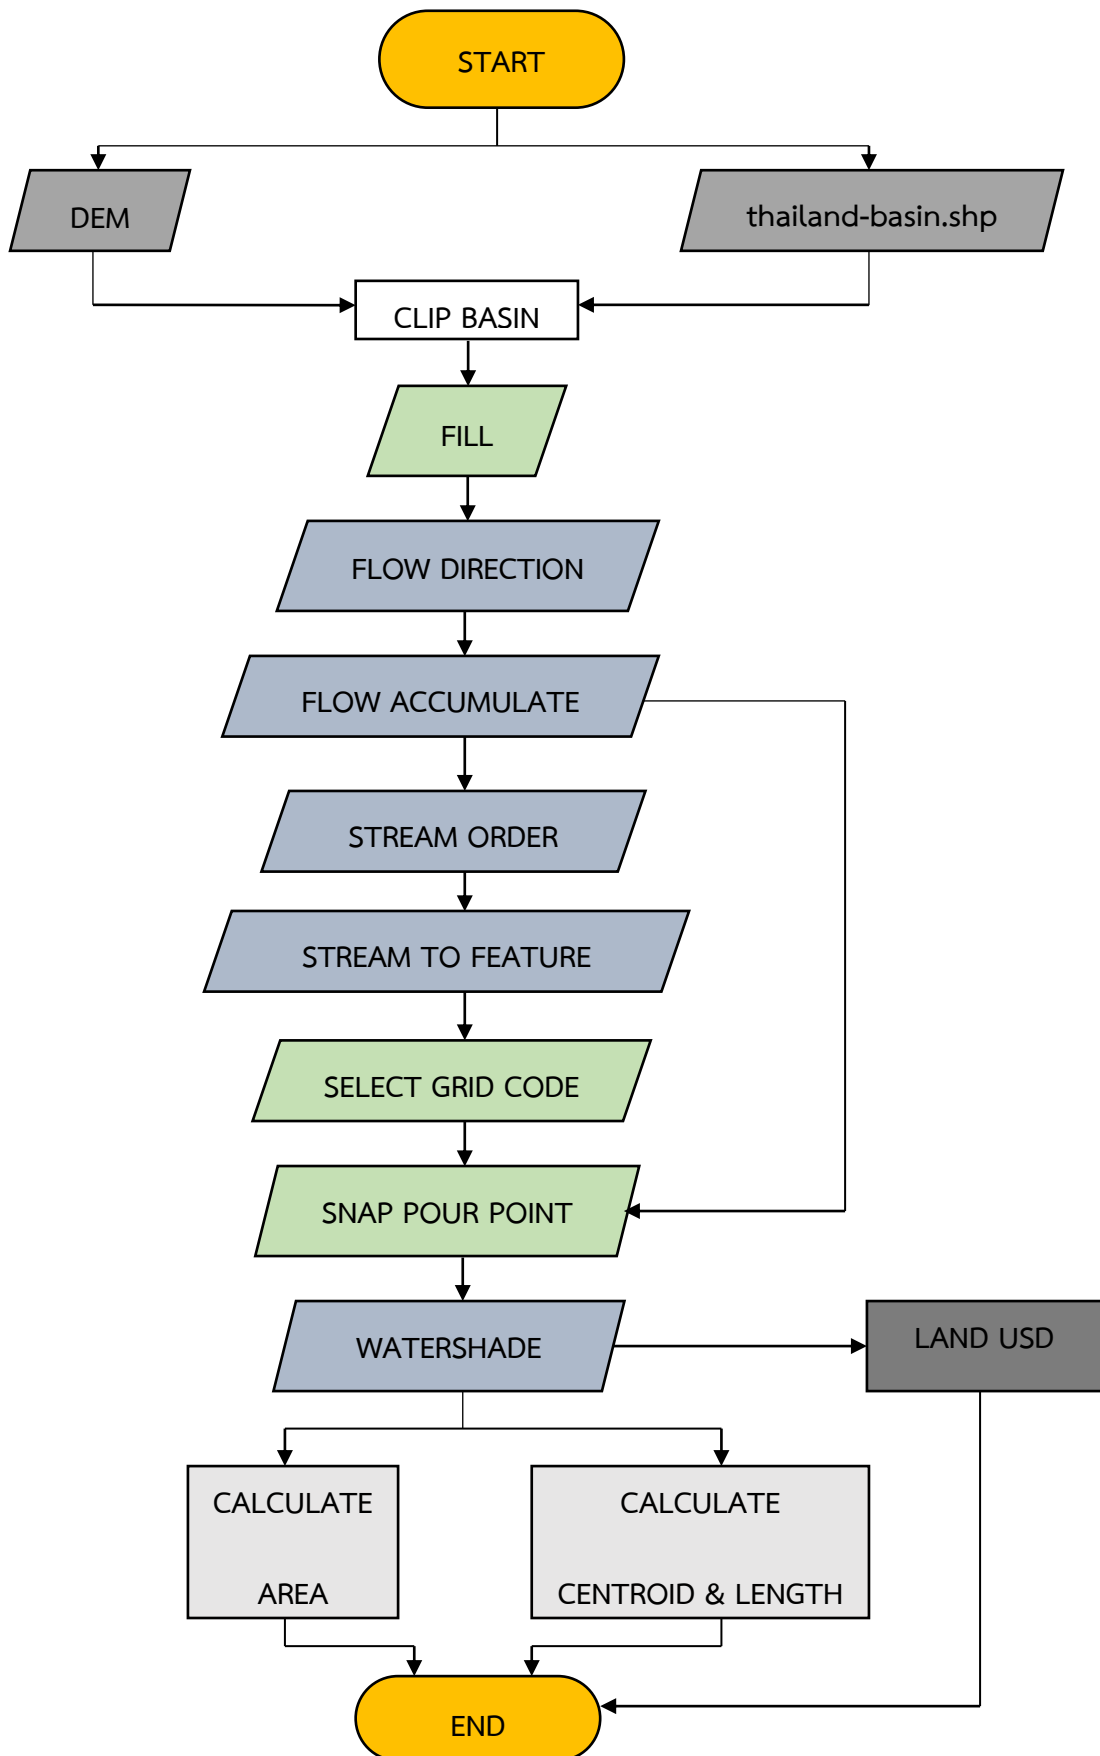 START
DEM
thailand-basin.shp
CLIP BASIN
FILL
FLOW DIRECTION
FLOW ACCUMULATE
STREAM ORDER
STREAM TO FEATURE
SELECT GRID CODE
SNAP POUR POINT
WATERSHADE
LAND USD
CALCULATE
AREA
CALCULATE
CENTROID & LENGTH
END